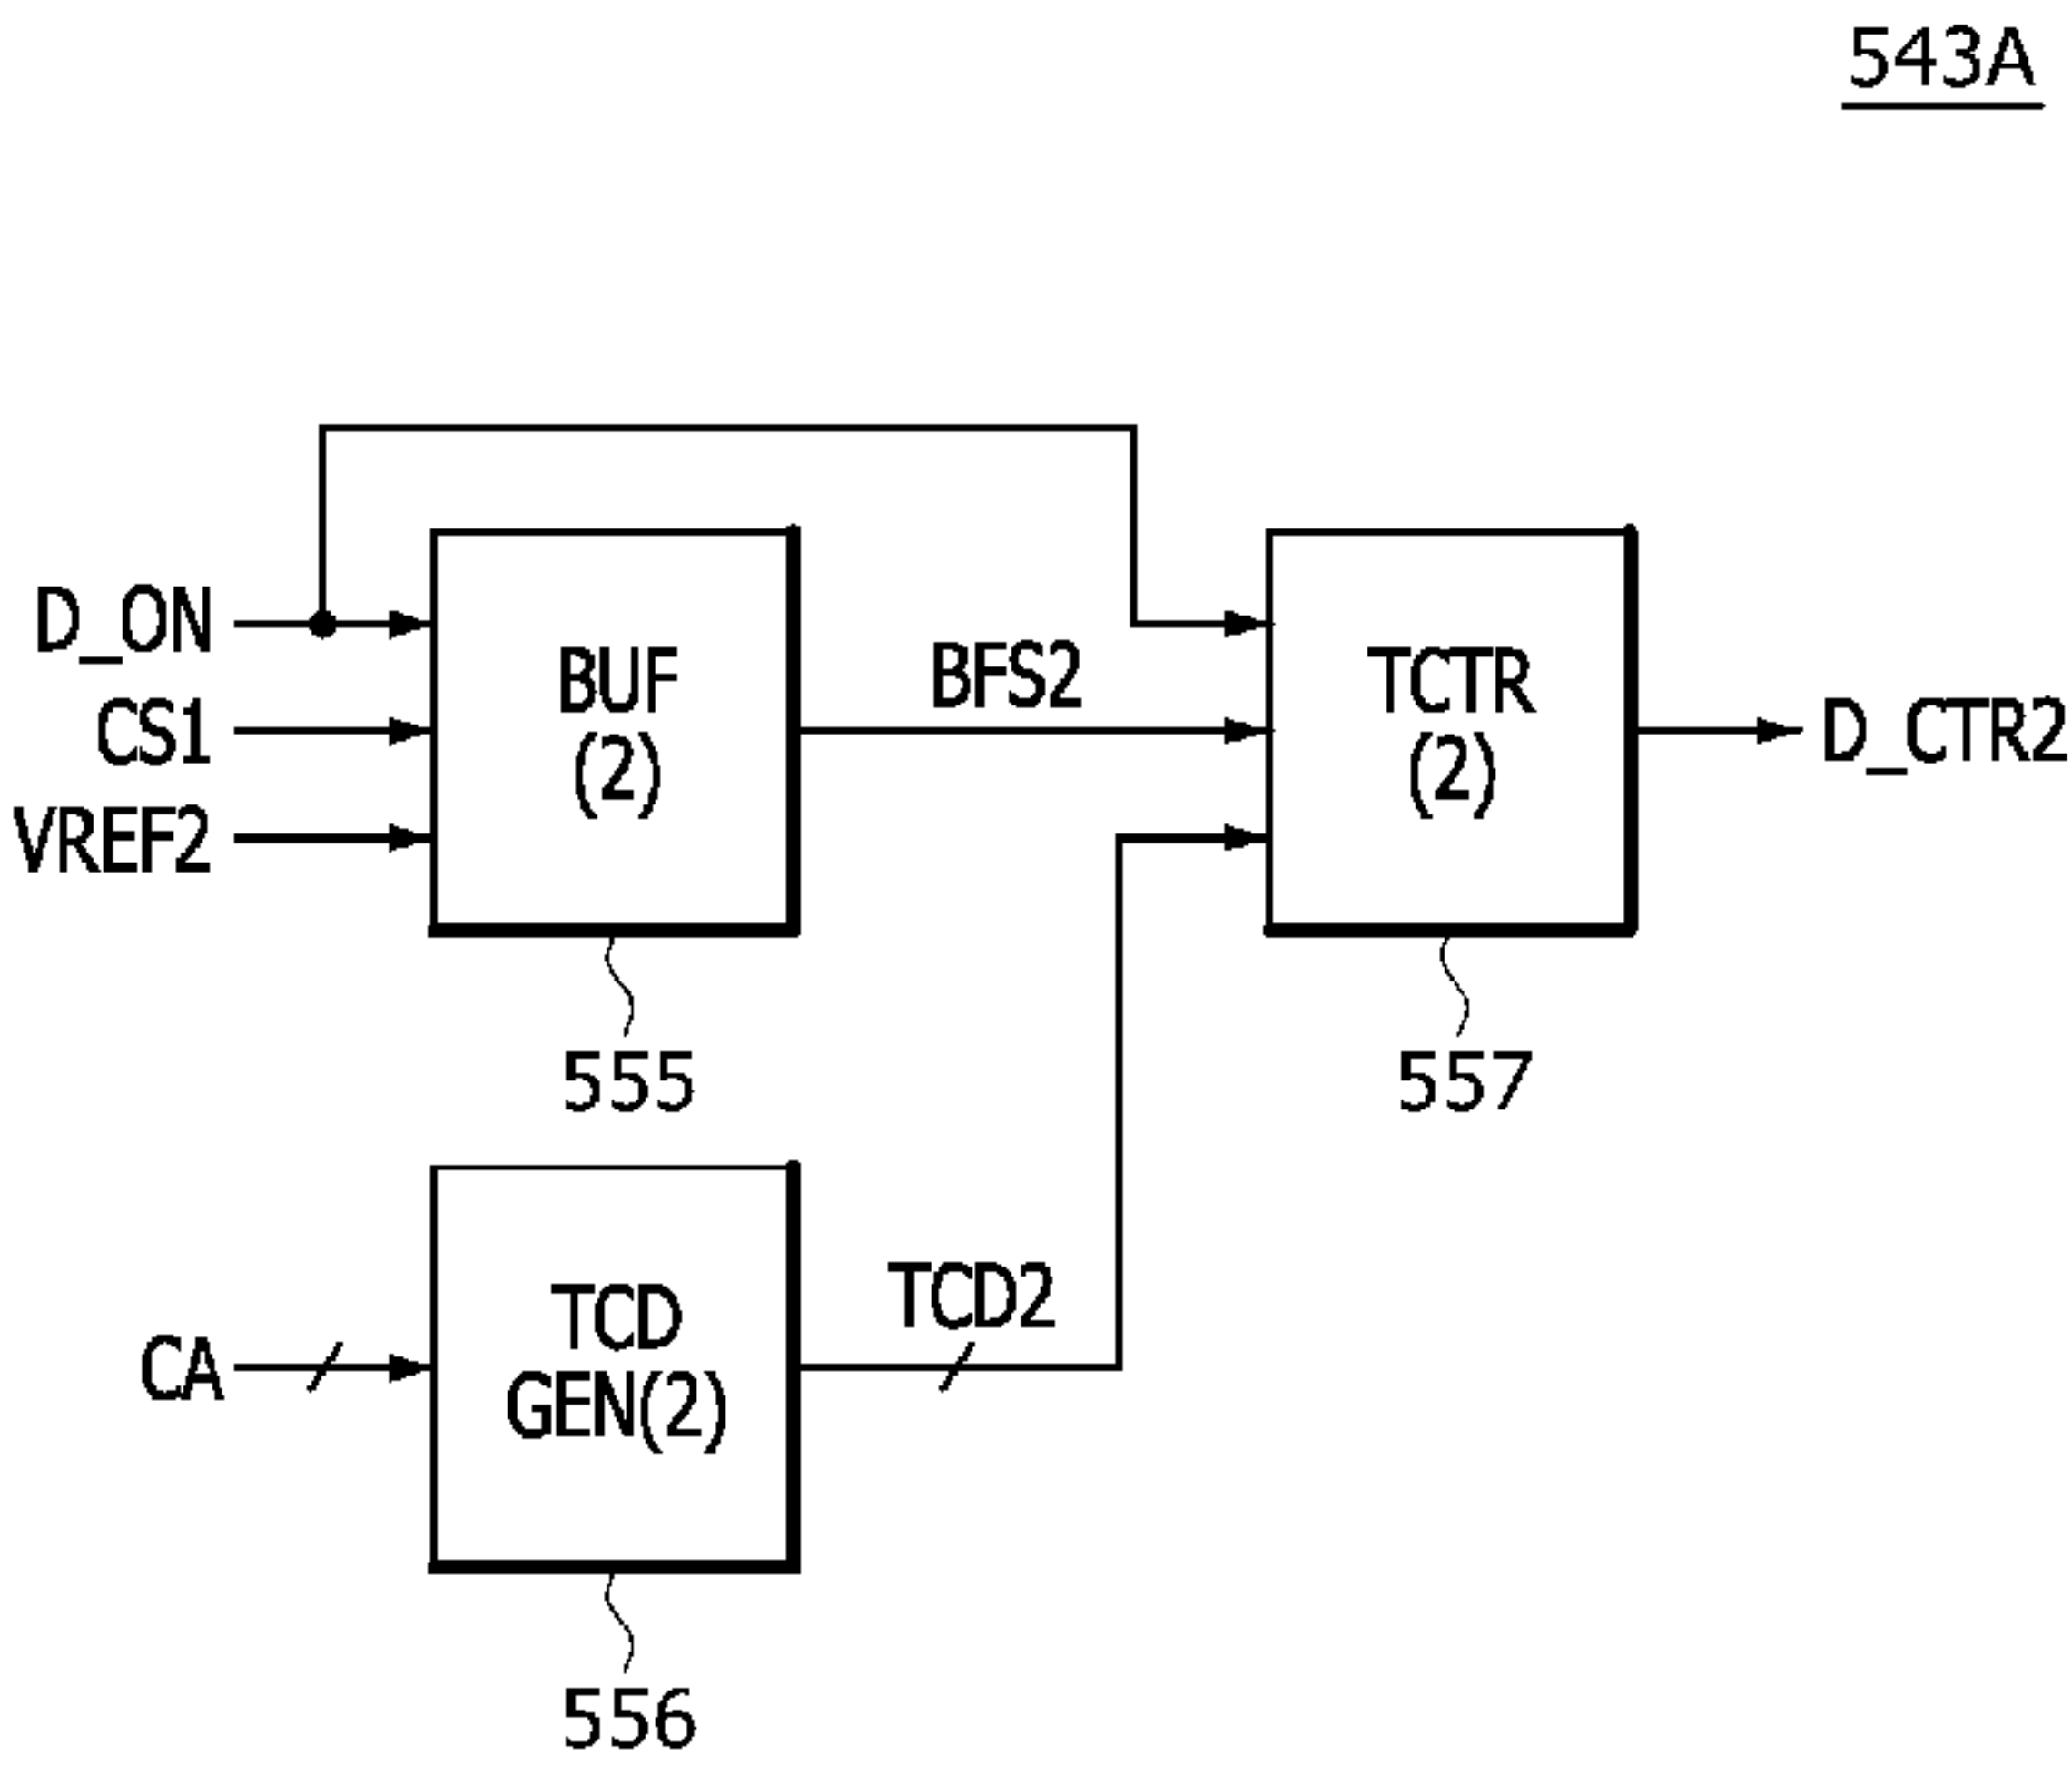 543A
D_ON
CS1
VREF2
BUF
(2)
BFS2
TCTR
(2)
D_CTR2
555
557
CA
TCD
GEN(2)
TCD2
556